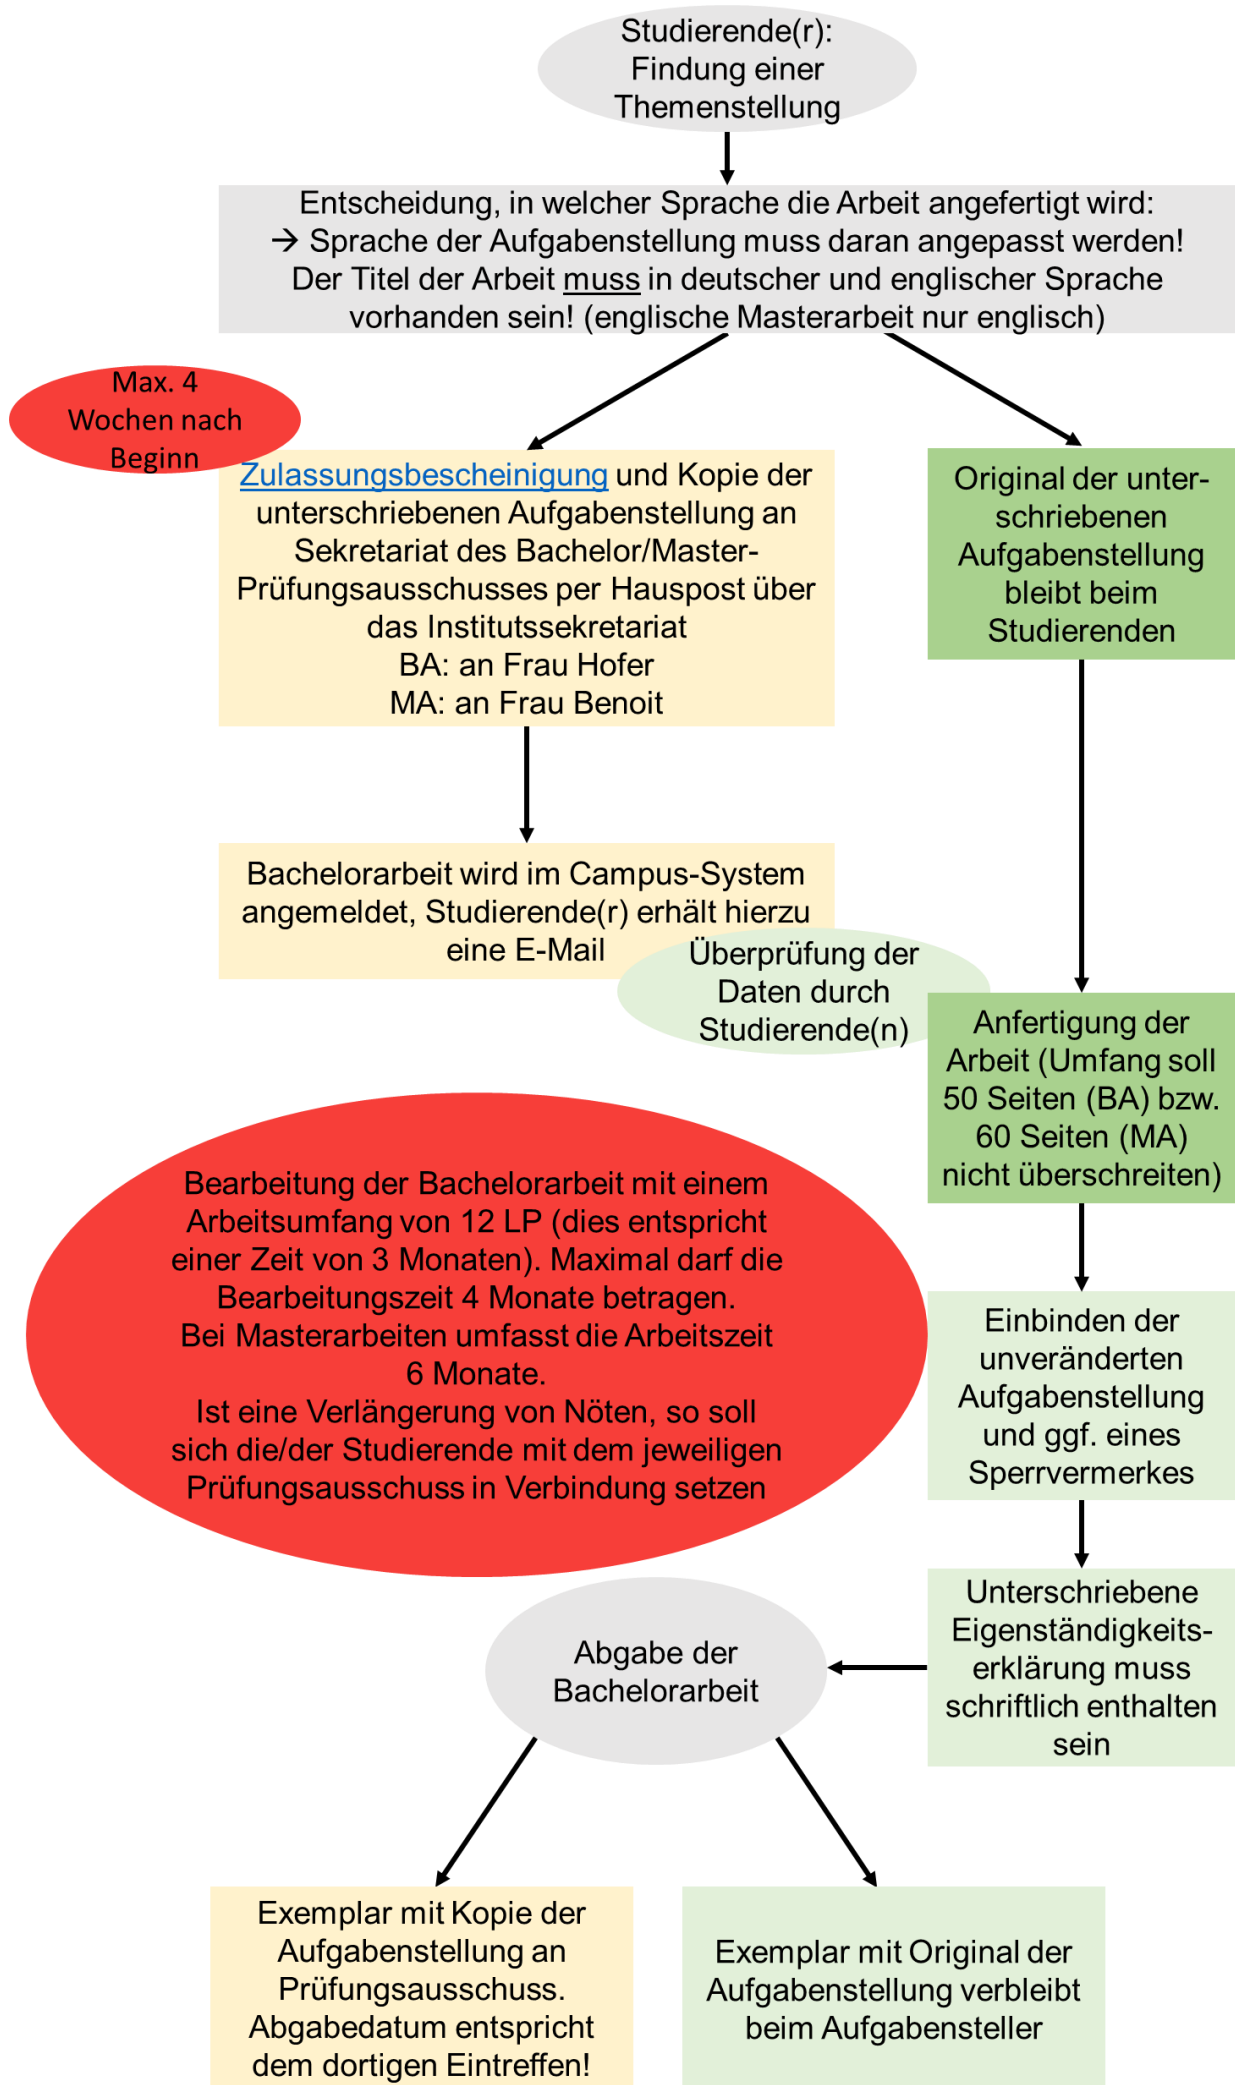 Studierende(r):
Findung einer
Themenstellung
Entscheidung, in welcher Sprache die Arbeit angefertigt wird:
→ Sprache der Aufgabenstellung muss daran angepasst werden!
Der Titel der Arbeit muss in deutscher und englischer Sprache
vorhanden sein! (englische Masterarbeit nur englisch)
Max. 4
Wochen nach
Beginn
Zulassungsbescheinigung und Kopie der
unterschriebenen Aufgabenstellung an
Sekretariat des Bachelor/Master-
Prüfungsausschusses per Hauspost über
das Institutssekretariat
BA: an Frau Hofer
MA: an Frau Benoit
Original der unter-
schriebenen
Aufgabenstellung
bleibt beim
Studierenden
Bachelorarbeit wird im Campus-System
angemeldet, Studierende(r) erhält hierzu
eine E-Mail
Überprüfung der
Daten durch
Studierende(n)
Anfertigung der
Arbeit (Umfang soll
50 Seiten (BA) bzw.
60 Seiten (MA)
nicht überschreiten)
Bearbeitung der Bachelorarbeit mit einem
Arbeitsumfang von 12 LP (dies entspricht
einer Zeit von 3 Monaten). Maximal darf die
Bearbeitungszeit 4 Monate betragen.
Bei Masterarbeiten umfasst die Arbeitszeit
6 Monate.
Ist eine Verlängerung von Nöten, so soll
sich die/der Studierende mit dem jeweiligen
Prüfungsausschuss in Verbindung setzen
Einbinden der
unveränderten
Aufgabenstellung
und ggf. eines
Sperrvermerkes
Unterschriebene
Eigenständigkeits-
erklärung muss
schriftlich enthalten
sein
Abgabe der
Bachelorarbeit
Exemplar mit Kopie der
Aufgabenstellung an
Prüfungsausschuss.
Abgabedatum entspricht
dem dortigen Eintreffen!
Exemplar mit Original der
Aufgabenstellung verbleibt
beim Aufgabensteller